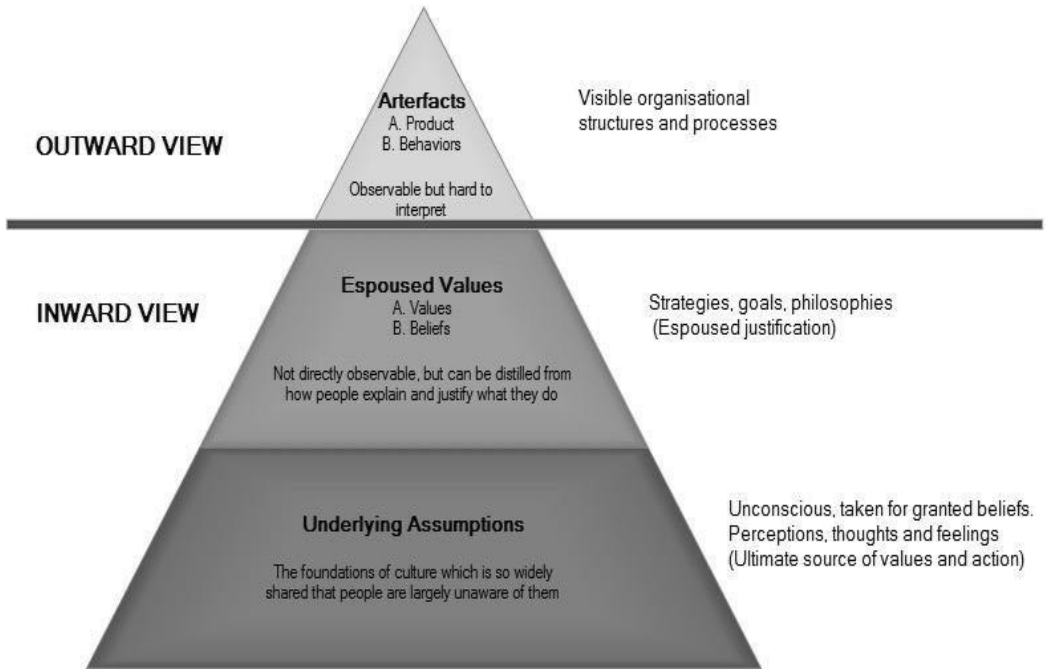 Arterfacts
A. Product
B. Behaviors
Observable but hard to
interpret
OUTWARD VIEW
Visible organisational
structures and processes
INWARD VIEW
Espoused Values
A. Values
B. Beliefs
Not directly observable, but can be distilled from
how people explain and justify what they do
Strategies, goals, philosophies
(Espoused justification)
Underlying Assumptions
The foundations of culture which is so widely
shared that people are largely unaware of them
Unconscious, taken for granted beliefs.
Perceptions, thoughts and feelings
(Ultimate source of values and action)